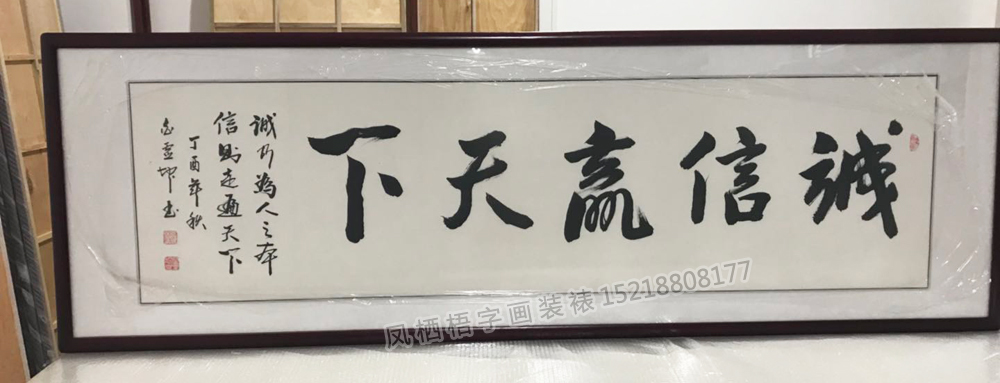 誠信贏天下
誠乃為人之本
信則走遍天下
丁酉年秋
书
凤栖梧字画装裱 15218808177